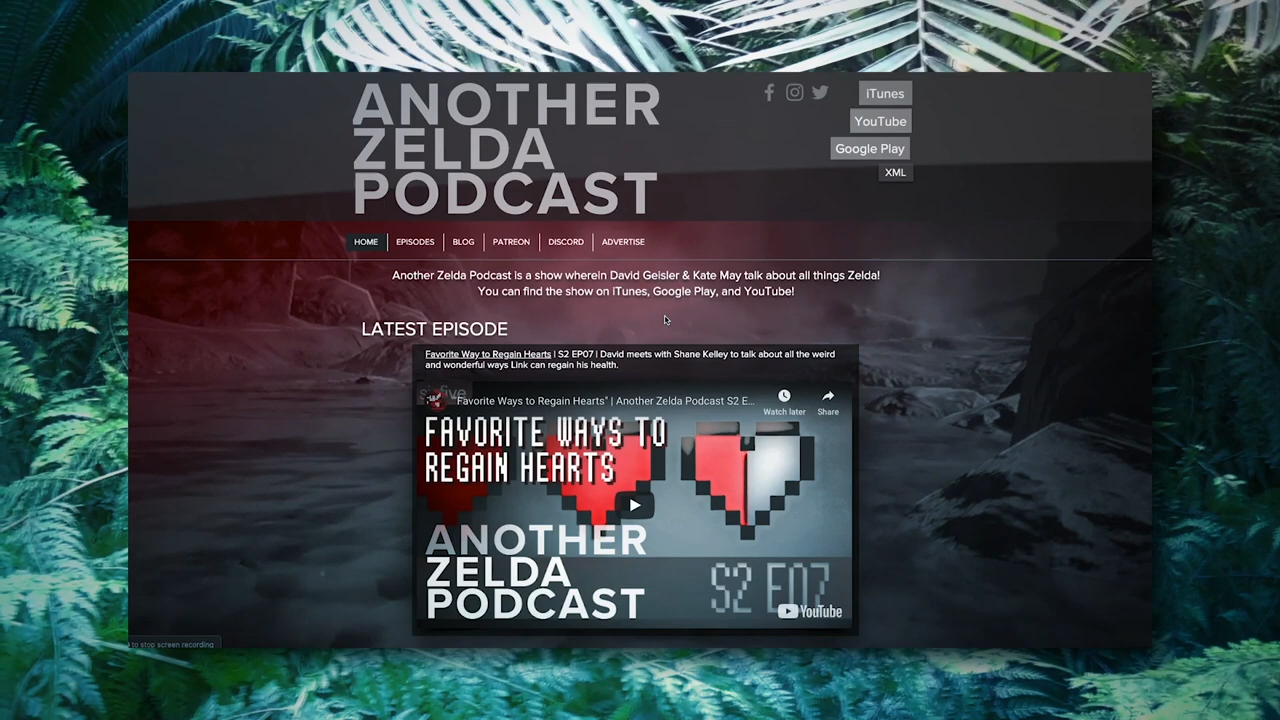 ANOTHER
ZELDA
PODCAST
iTunes
YouTube
Google Play
XML
HOME
EPISODES
BLOG
PATREON
DISCORD
ADVERTISE
Another Zelda Podcast is a show wherein David Geisler & Kate May talk about all things Zelda!
You can find the show on iTunes, Google Play, and YouTube!
LATEST EPISODE
Favorite Way to Regain Hearts | S2 EP07 | David meets with Shane Kelley to talk about all the weird
and wonderful ways Link can regain his health.
Favorite Ways to Regain Hearts" | Another Zelda Podcast S2 E...
Watch later
Share
FAVORITE WAYS TO
REGAIN HEARTS
ANOTHER
ZELDA
PODCAST
S2 E07
YouTube
to stop screen recording